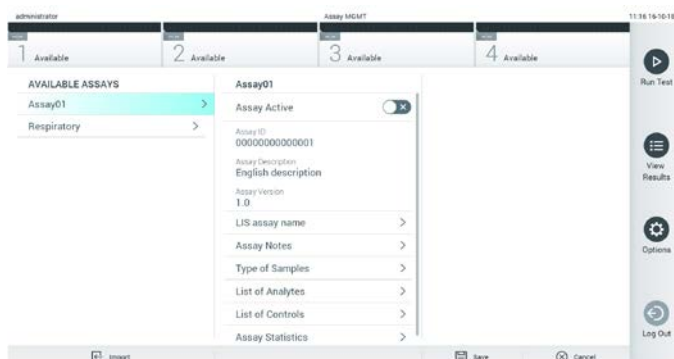 administrator Assay MGMT 11:16 16-10-18
1 Available 2 Available 3 Available 4 Available
AVAILABLE ASSAYS
Assay01
Respiratory
Assay01
Assay Active
Assay ID
00000000000001
Assay Description
English description
Assay Version
1.0
LIS assay name
Assay Notes
Type of Samples
List of Analytes
List of Controls
Assay Statistics
Run Test
View
Results
Options
Log Out
Import Save Cancel